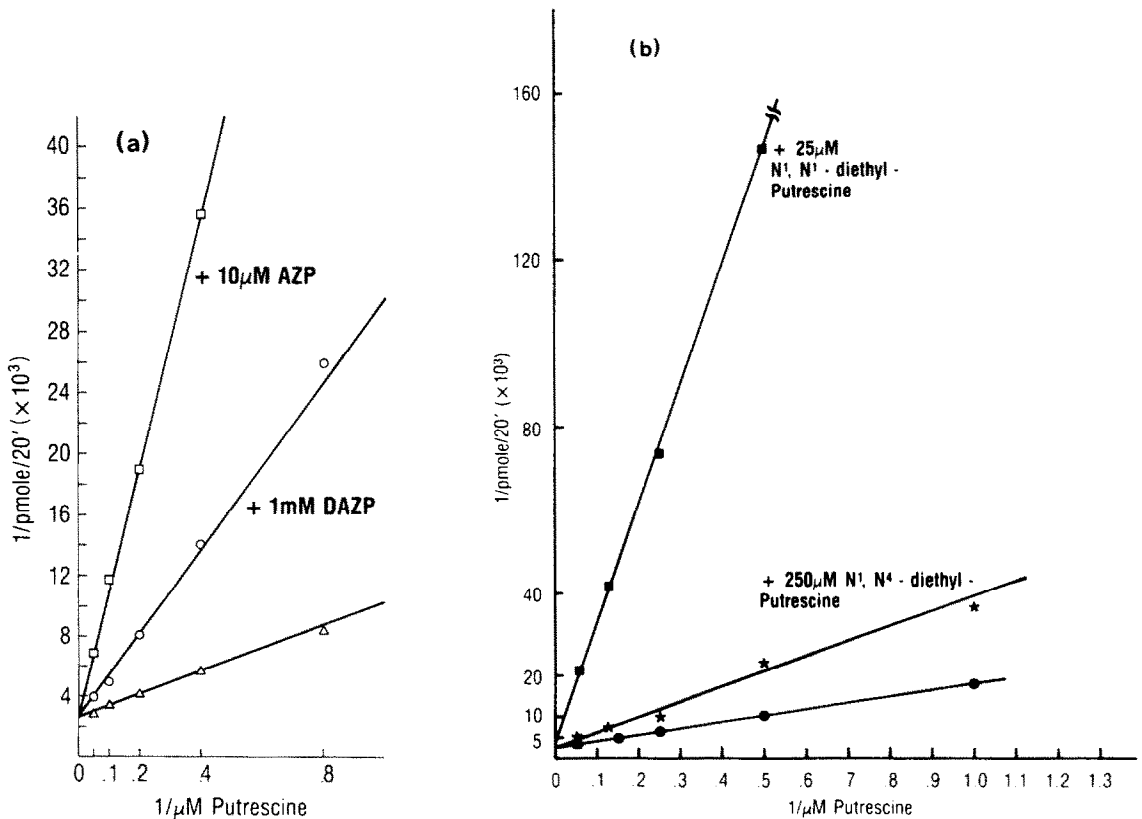 (a)
40
36
32
28
24
20
16
12
8
4
1/pmole/20′ (× 10³)
+ 10μM AZP
+ 1mM DAZP
0 .1 .2 .4 .8
1/μM Putrescine
(b)
160
120
80
40
20
10
5
1/pmole/20′ (× 10³)
+ 25μM
N¹, N¹ - diethyl -
Putrescine
+ 250μM N¹, N⁴ - diethyl -
Putrescine
0 .1 .2 .3 .4 .5 .6 7 .8 .9 1.0 1.1 1.2 1.3
1/μM Putrescine